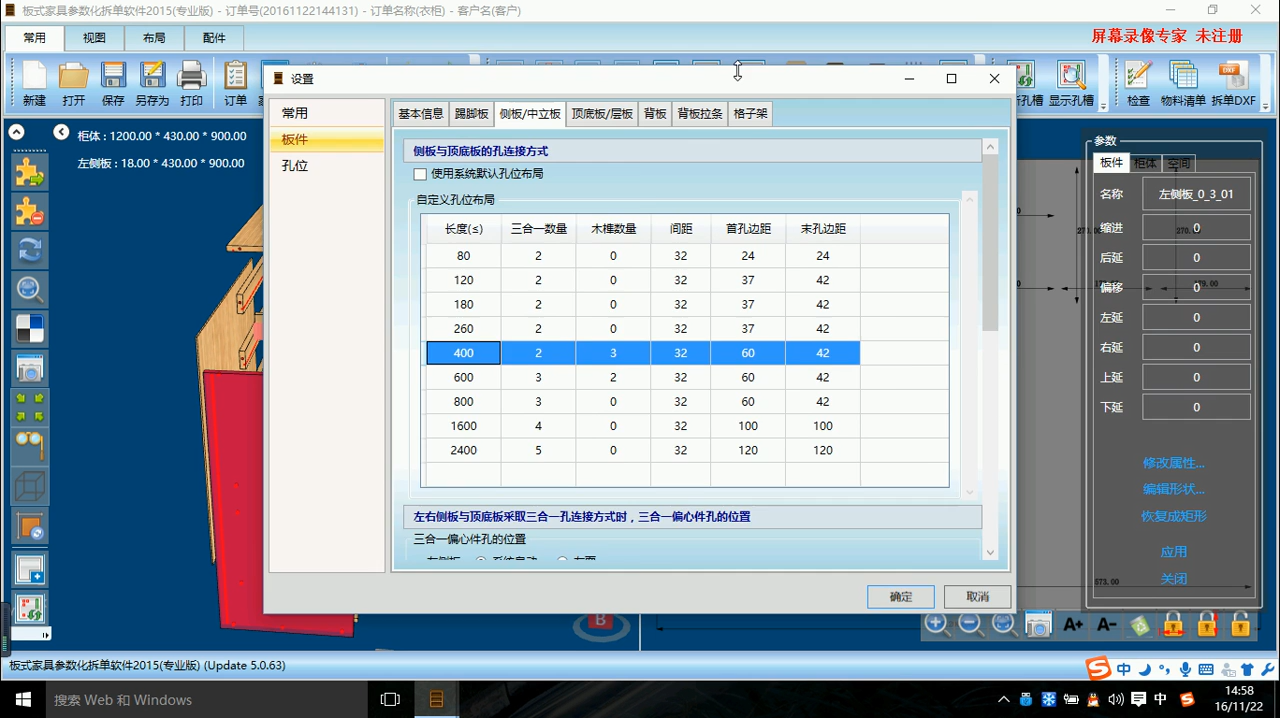 板式家具参数化拆单软件2015(专业版) - 订单号(20161122144131) - 订单名称(衣柜) - 客户名(客户)
常用 视图 布局 配件
屏幕录像专家 未注册
新建 打开 保存 另存为 打印 订单
孔槽 显示孔槽 检查 物料清单 拆单DXF
柜体 : 1200.00 * 430.00 * 900.00
左侧板 : 18.00 * 430.00 * 900.00
设置
常用
板件
孔位
基本信息 踢脚板 侧板/中立板 顶底板/层板 背板 背板拉条 格子架
侧板与顶底板的孔连接方式
使用系统默认孔位布局
自定义孔位布局
长度(≤) 三合一数量 木榫数量 间距 首孔边距 末孔边距
80 2 0 32 24 24
120 2 0 32 37 42
180 2 0 32 37 42
260 2 0 32 37 42
400 2 3 32 60 42
600 3 2 32 60 42
800 3 0 32 60 42
1600 4 0 32 100 100
2400 5 0 32 120 120
左右侧板与顶底板采取三合一孔连接方式时，三合一偏心件孔的位置
三合一偏心件孔的位置
左侧板 系统自动 左面
确定 取消
参数
板件 柜体 空间
名称 左侧板_0_3_01
缩进 0
后延 0
偏移 0
左延 0
右延 0
上延 0
下延 0
修改属性...
编辑形状...
恢复成矩形
应用
关闭
573.00
B
A+ A-
板式家具参数化拆单软件2015(专业版) (Update 5.0.63)
中
搜索 Web 和 Windows
中
14:58
16/11/22